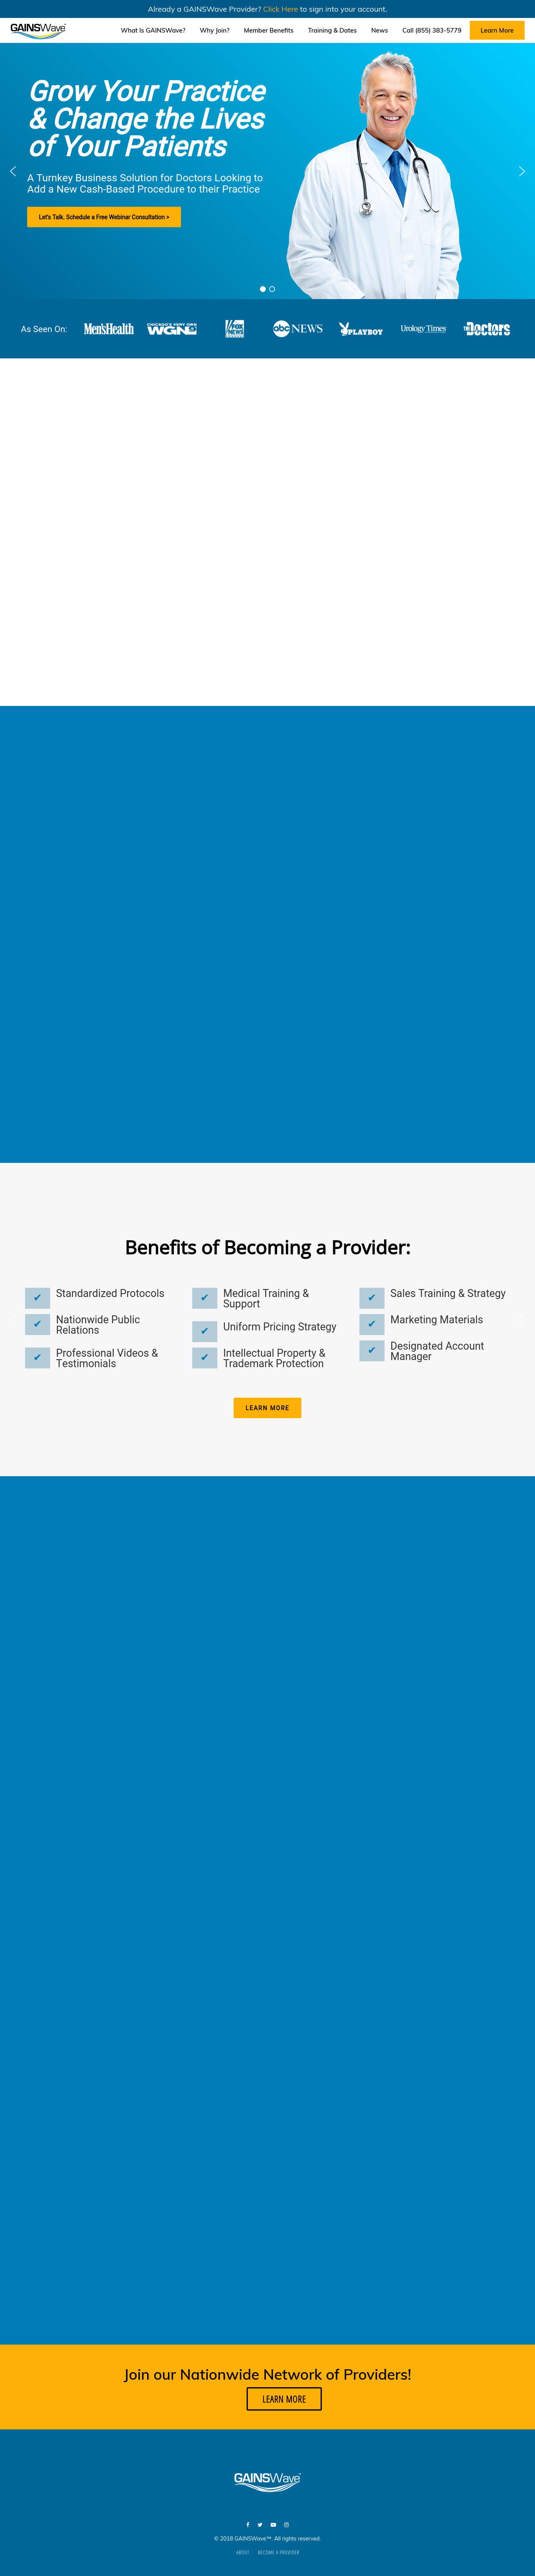 Already a GAINSWave Provider? Click Here to sign into your account.
GAINSWave
What Is GAINSWave? Why Join? Member Benefits Training & Dates News Call (855) 383-5779 Learn More
Grow Your Practice
& Change the Lives
of Your Patients
A Turnkey Business Solution for Doctors Looking to
Add a New Cash-Based Procedure to their Practice
Let's Talk. Schedule a Free Webinar Consultation >
As Seen On:
Men'sHealth
CHICAGO'S VERY OWN
WGN
FOX
NEWS
abc NEWS
PLAYBOY
Urology Times
THE Doctors
Benefits of Becoming a Provider:
Standardized Protocols
Nationwide Public
Relations
Professional Videos &
Testimonials
Medical Training &
Support
Uniform Pricing Strategy
Intellectual Property &
Trademark Protection
Sales Training & Strategy
Marketing Materials
Designated Account
Manager
LEARN MORE
Join our Nationwide Network of Providers!
LEARN MORE
GAINSWave
© 2018 GAINSWave™. All rights reserved.
ABOUT BECOME A PROVIDER